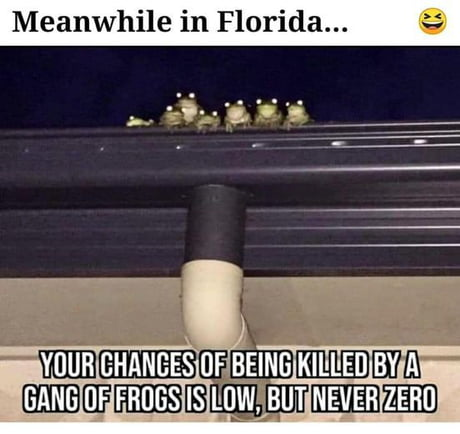 Meanwhile in Florida... 😆
YOUR CHANCES OF BEING KILLED BY A
GANG OF FROGS IS LOW, BUT NEVER ZERO